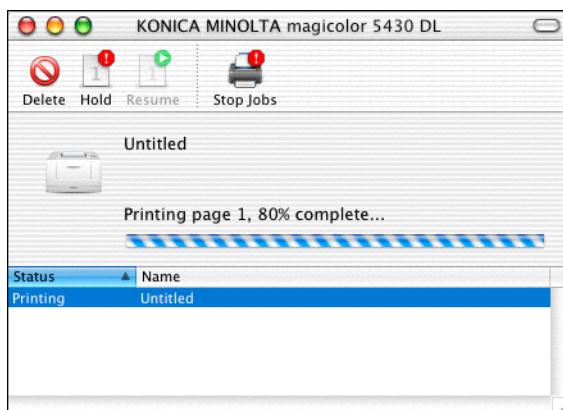 KONICA MINOLTA magicolor 5430 DL
Delete Hold Resume Stop Jobs
Untitled
Printing page 1, 80% complete...
Status Name
Printing Untitled